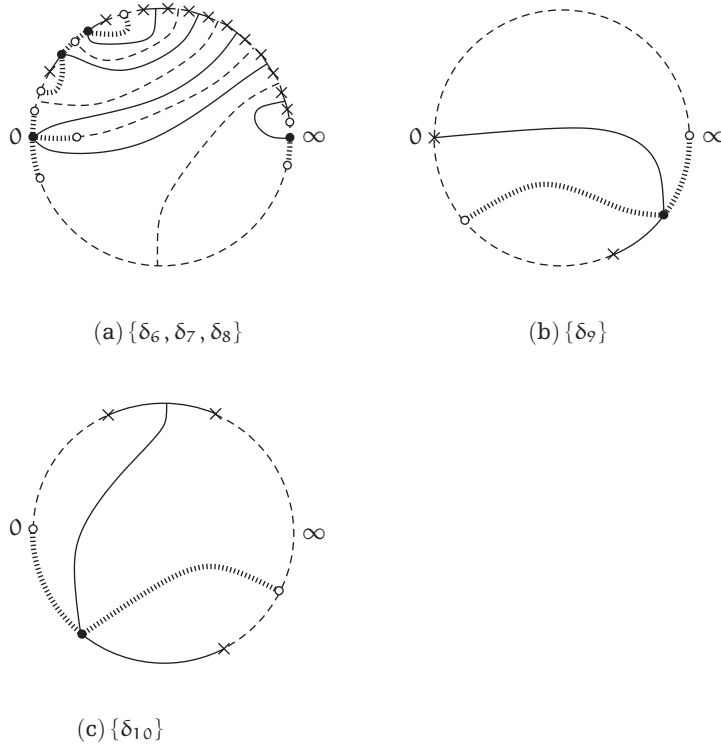 0 ∞ 0 ∞
(a) {δ₆, δ₇, δ₈} (b) {δ₉}
0 ∞
(c) {δ₁₀}